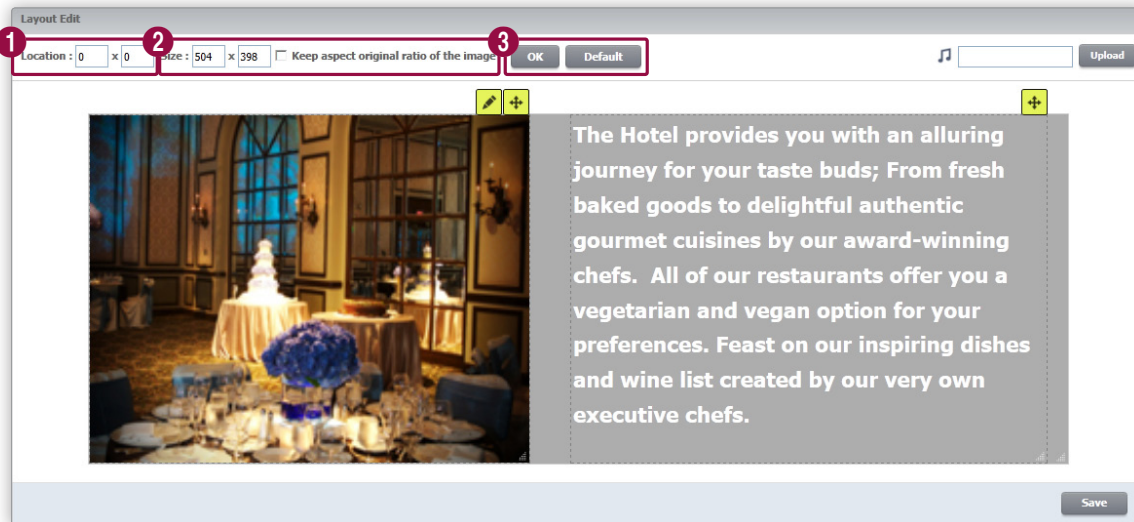 Layout Edit
1 2 3
Location : 0 x 0 Size : 504 x 398 Keep aspect original ratio of the image OK Default Upload
The Hotel provides you with an alluring
journey for your taste buds; From fresh
baked goods to delightful authentic
gourmet cuisines by our award-winning
chefs.  All of our restaurants offer you a
vegetarian and vegan option for your
preferences. Feast on our inspiring dishes
and wine list created by our very own
executive chefs.
Save